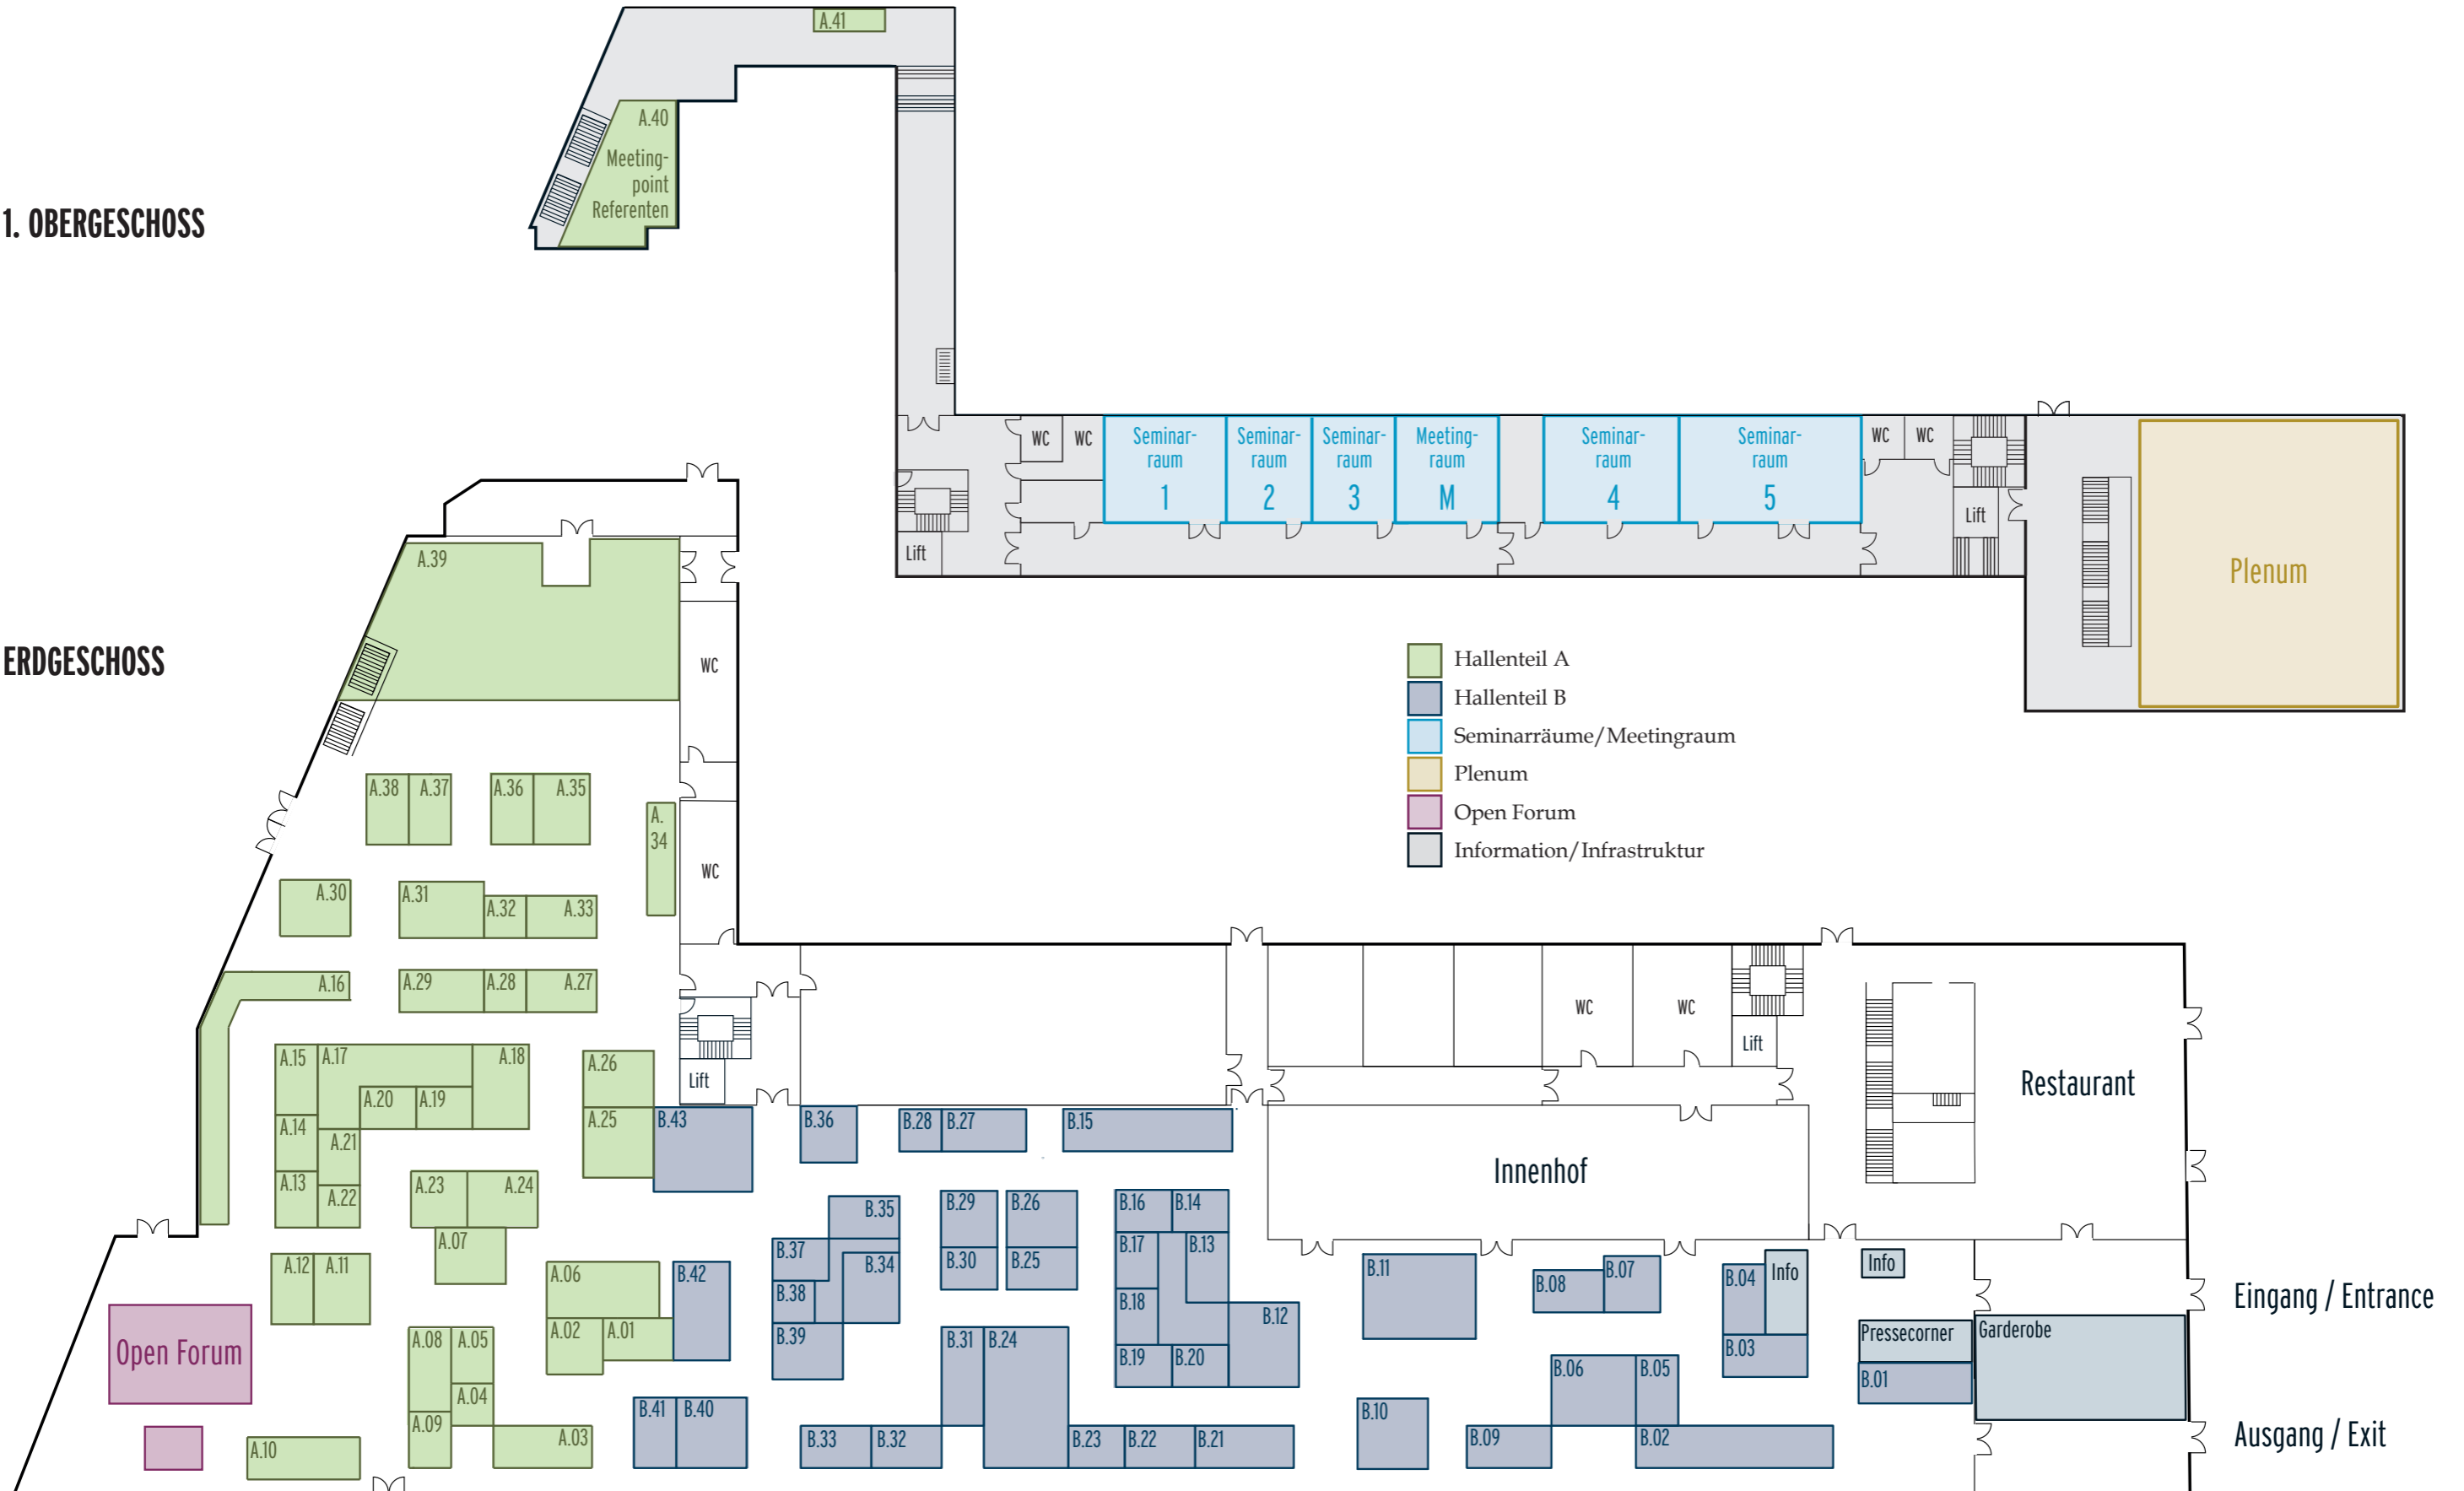 A.41
A.40
Meeting-
point
Referenten
1. OBERGESCHOSS
WC
WC
Seminar-
raum
1
Seminar-
raum
2
Seminar-
raum
3
Meeting-
raum
M
Seminar-
raum
4
Seminar-
raum
5
WC
WC
Lift
Lift
Plenum
ERDGESCHOSS
A.39
WC
WC
Hallenteil A
Hallenteil B
Seminarräume/Meetingraum
Plenum
Open Forum
Information/Infrastruktur
A.38
A.37
A.36
A.35
A.
34
A.30
A.31
A.32
A.33
A.16
A.29
A.28
A.27
WC
WC
Lift
Lift
Restaurant
A.15
A.17
A.18
A.26
A.20
A.19
A.14
A.21
A.13
A.22
A.25
B.43
B.36
B.28
B.27
B.15
Innenhof
A.23
A.24
A.07
B.35
B.29
B.26
B.16
B.14
B.37
B.34
B.30
B.25
B.17
B.13
B.38
B.18
B.12
B.39
B.19
B.20
A.12
A.11
A.06
B.42
A.02
A.01
B.11
B.08
B.07
B.04
Info
Info
B.03
Eingang / Entrance
Open Forum
A.08
A.05
A.04
A.09
A.03
A.10
B.41
B.40
B.31
B.24
B.33
B.32
B.23
B.22
B.21
B.10
B.06
B.05
B.09
B.02
Pressecorner
Garderobe
B.01
Ausgang / Exit